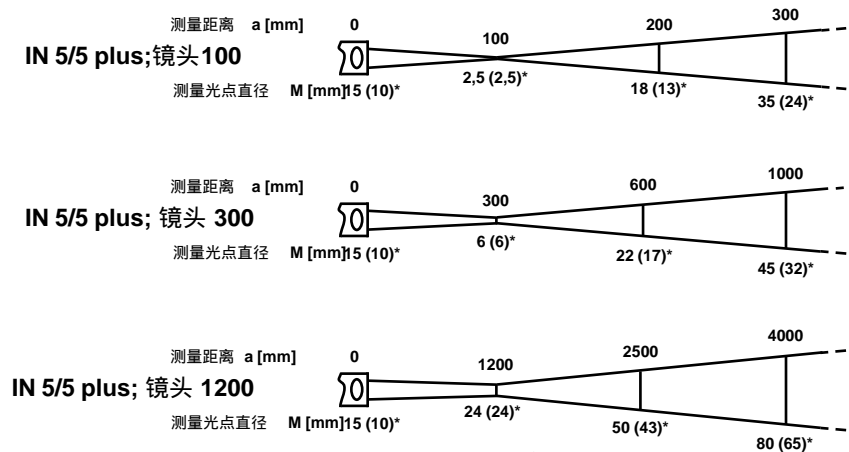 测量距离 a [mm] 0 100 200 300
IN 5/5 plus;镜头100
测量光点直径 M [mm] 15 (10)* 2,5 (2,5)* 18 (13)* 35 (24)*
测量距离 a [mm] 0 300 600 1000
IN 5/5 plus; 镜头 300
测量光点直径 M [mm] 15 (10)* 6 (6)* 22 (17)* 45 (32)*
测量距离 a [mm] 0 1200 2500 4000
IN 5/5 plus; 镜头 1200
测量光点直径 M [mm] 15 (10)* 24 (24)* 50 (43)* 80 (65)*